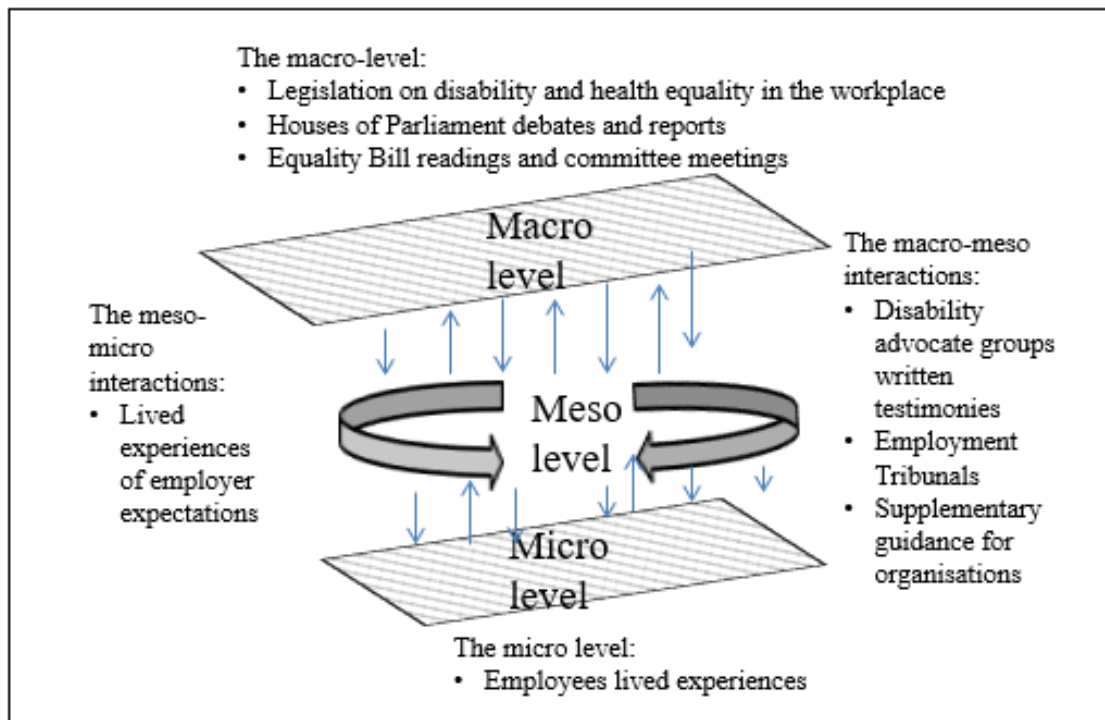 The macro-level:
• Legislation on disability and health equality in the workplace
• Houses of Parliament debates and reports
• Equality Bill readings and committee meetings
Macro
level
The macro-meso
interactions:
• Disability
advocate groups
written
testimonies
• Employment
Tribunals
• Supplementary
guidance for
organisations
The meso-
micro
interactions:
• Lived
experiences
of employer
expectations
Meso
level
Micro
level
The micro level:
• Employees lived experiences